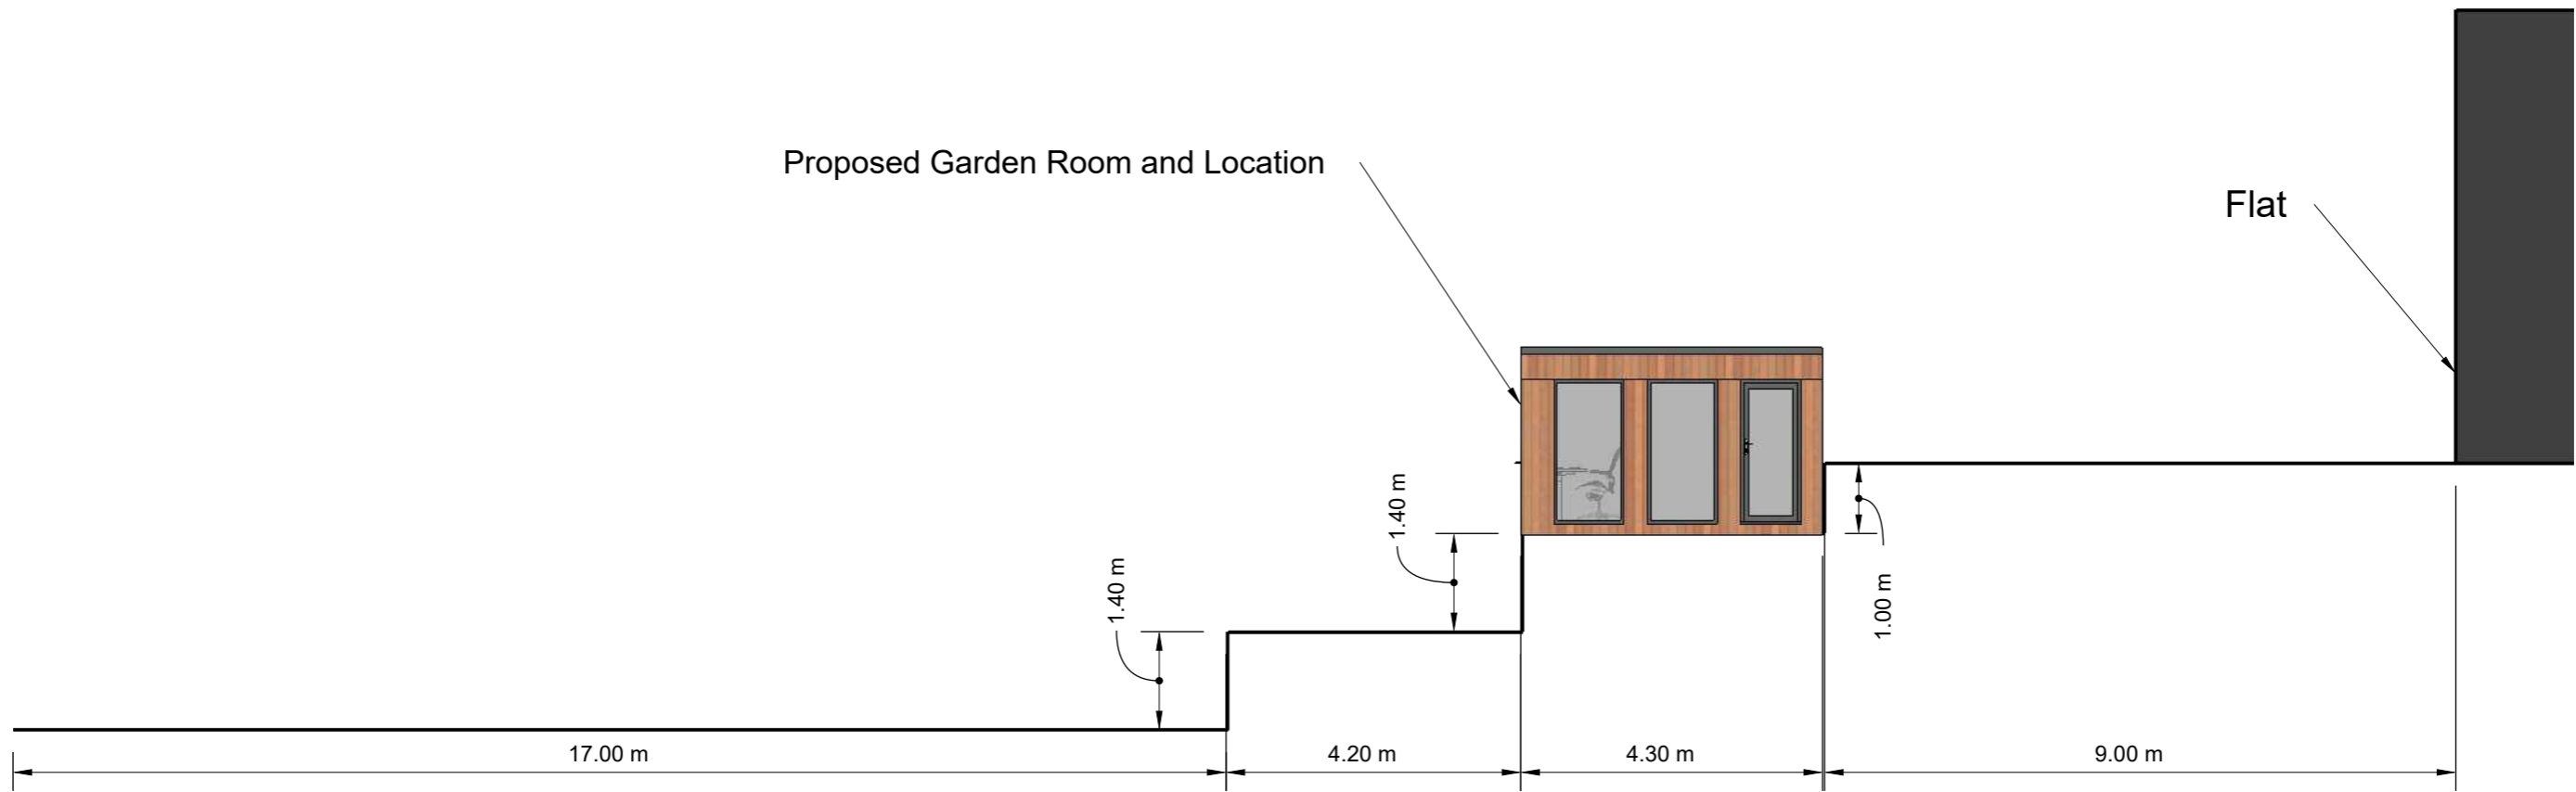 Proposed Garden Room and Location
Flat
1.40 m
1.40 m
1.00 m
17.00 m
4.20 m
4.30 m
9.00 m